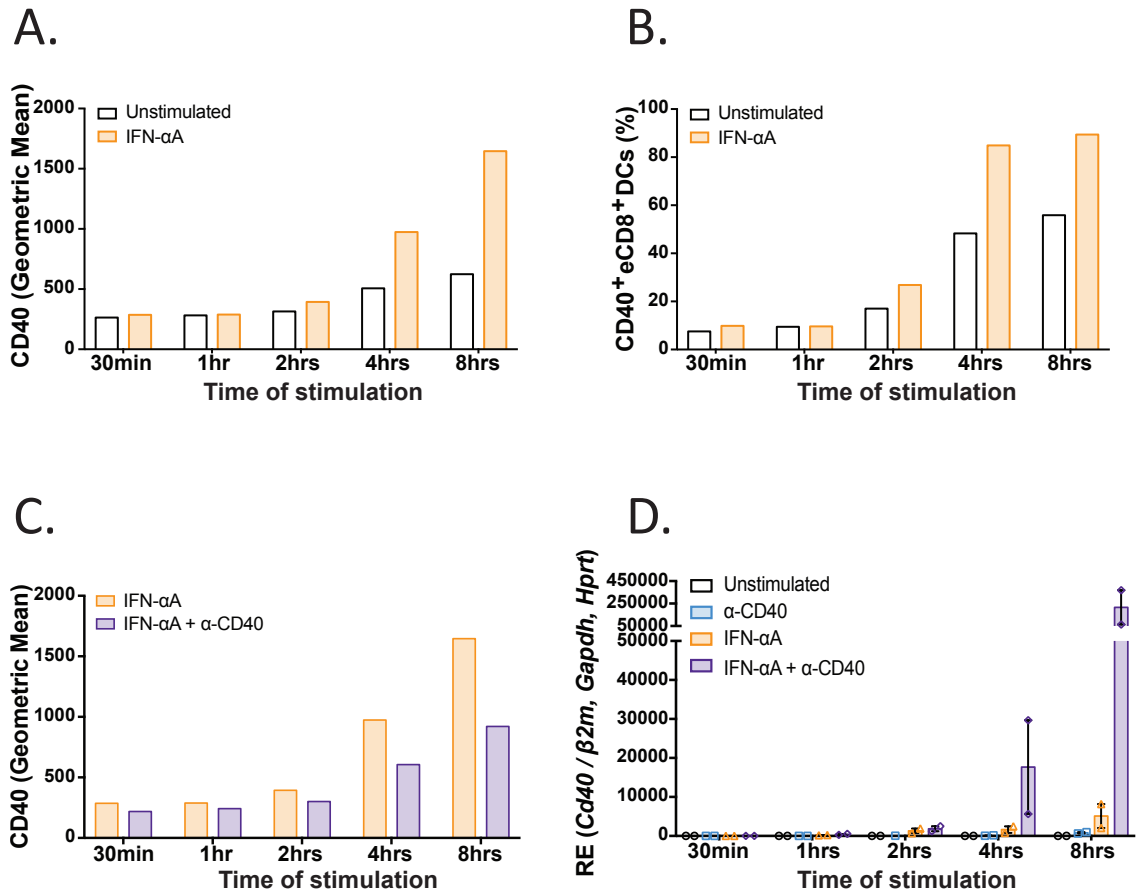 A.
CD40 (Geometric Mean)
2000
1500
1000
500
0
Unstimulated
IFN-αA
30min 1hr 2hrs 4hrs 8hrs
Time of stimulation
B.
CD40⁺eCD8⁺DCs (%)
100
80
60
40
20
0
Unstimulated
IFN-αA
30min 1hr 2hrs 4hrs 8hrs
Time of stimulation
C.
CD40 (Geometric Mean)
2000
1500
1000
500
0
IFN-αA
IFN-αA + α-CD40
30min 1hr 2hrs 4hrs 8hrs
Time of stimulation
D.
RE (Cd40 / β2m, Gapdh, Hprt)
450000
250000
50000
50000
40000
30000
20000
10000
0
Unstimulated
α-CD40
IFN-αA
IFN-αA + α-CD40
30min 1hrs 2hrs 4hrs 8hrs
Time of stimulation